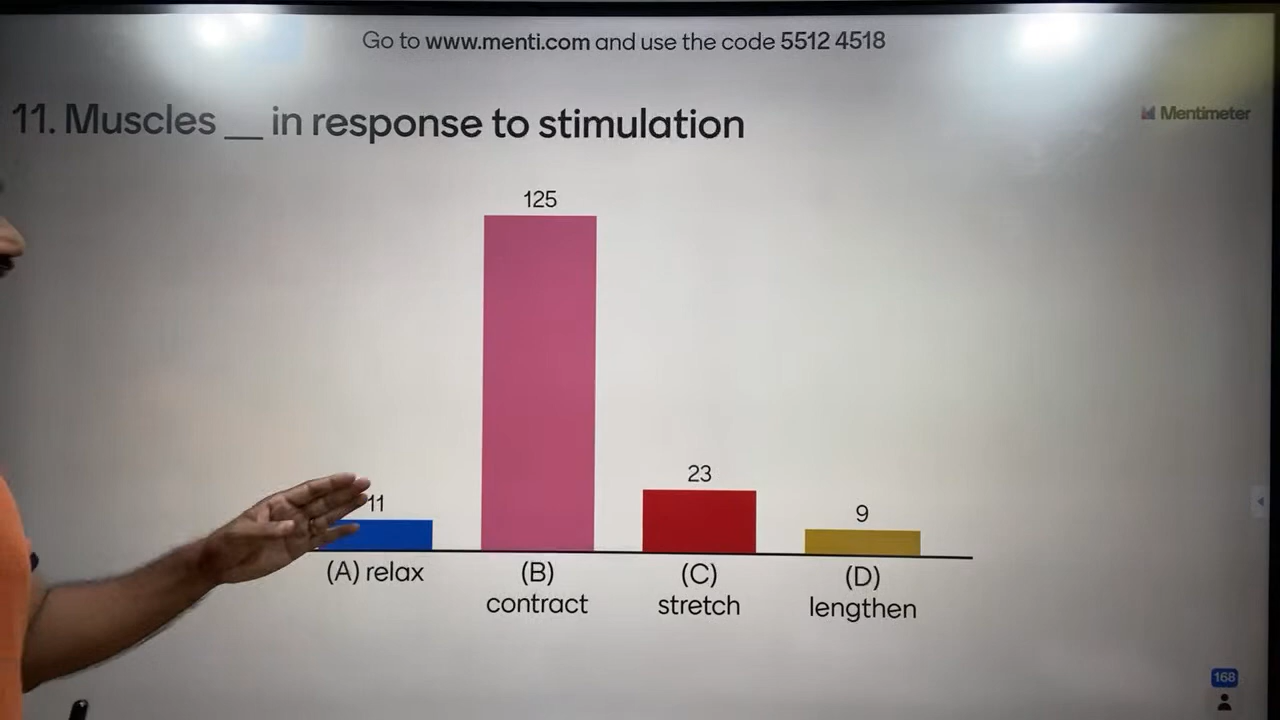 Go to www.menti.com and use the code 5512 4518
11. Muscles __ in response to stimulation
Mentimeter
125
23
11
9
(A) relax
(B)
contract
(C)
stretch
(D)
lengthen
168